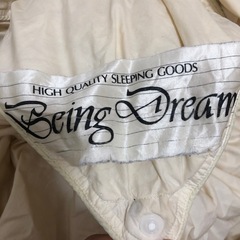 HIGH QUALITY SLEEPING GOODS
Being Dream